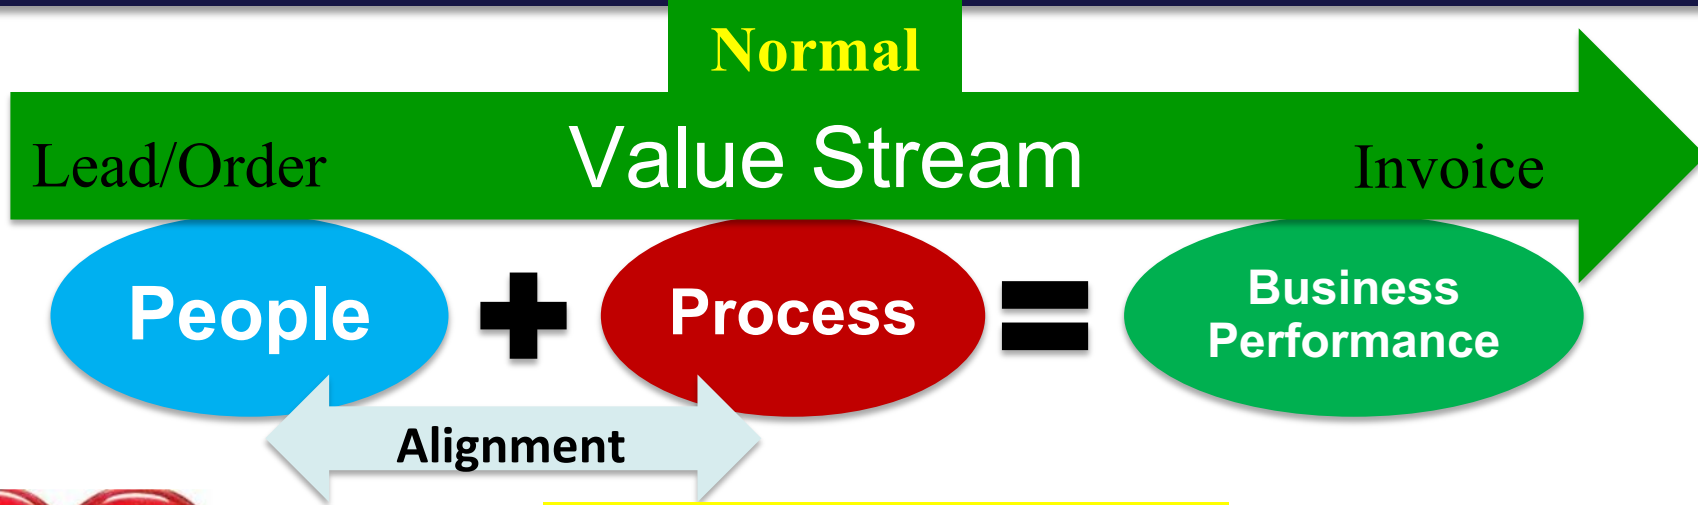 Normal
Lead/Order Value Stream Invoice
People + Process = Business
Performance
Alignment